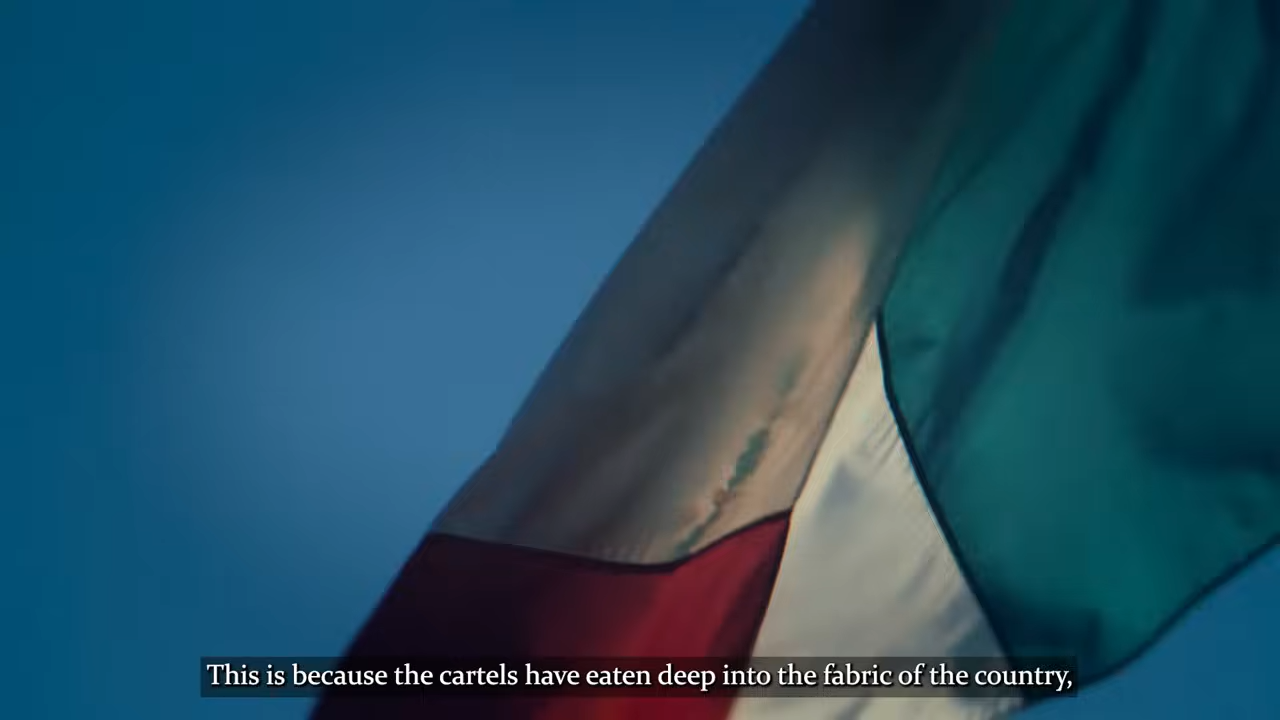 This is because the cartels have eaten deep into the fabric of the country,